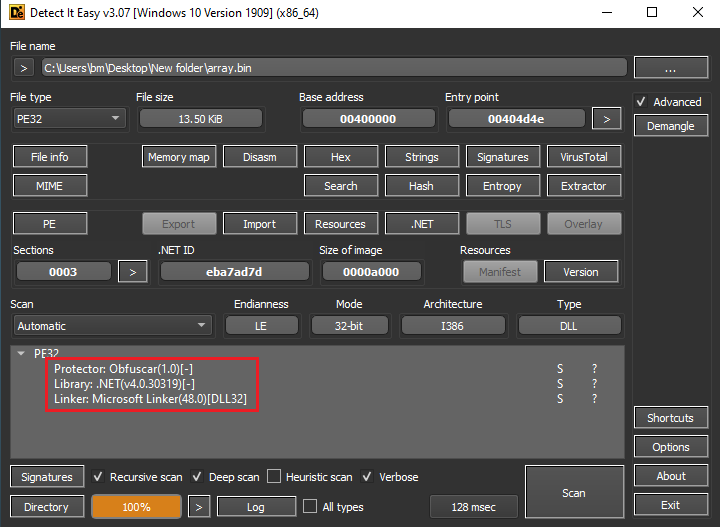 Detect It Easy v3.07 [Windows 10 Version 1909] (x86_64)
File name
> C:\Users\bm\Desktop\New folder\array.bin ...
File type File size Base address Entry point Advanced
PE32 13.50 KiB 00400000 00404d4e > Demangle
File info Memory map Disasm Hex Strings Signatures VirusTotal
MIME Search Hash Entropy Extractor
PE Export Import Resources .NET TLS Overlay
Sections .NET ID Size of image Resources
0003 > eba7ad7d 0000a000 Manifest Version
Scan Endianness Mode Architecture Type
Automatic LE 32-bit I386 DLL
PE32
Protector: Obfuscar(1.0)[-] S ?
Library: .NET(v4.0.30319)[-] S ?
Linker: Microsoft Linker(48.0)[DLL32] S ?
Shortcuts
Options
Signatures Recursive scan Deep scan Heuristic scan Verbose Scan About
Directory 100% > Log All types 128 msec Exit